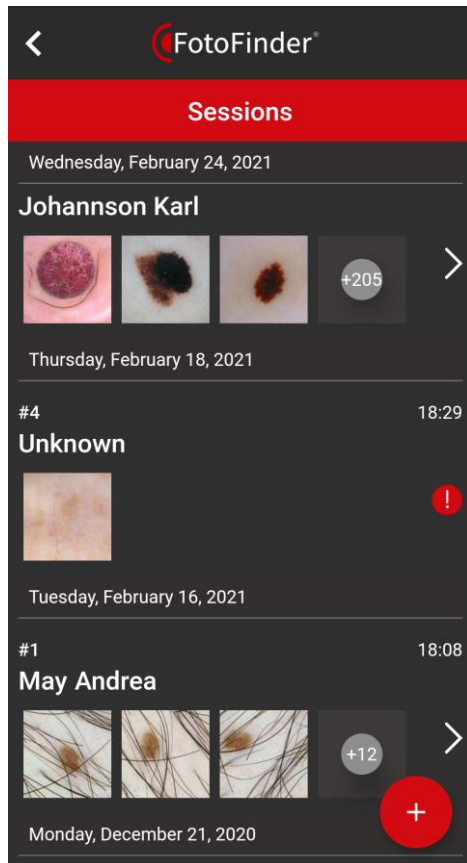 FotoFinder®
Sessions
Wednesday, February 24, 2021
Johannson Karl
+205
Thursday, February 18, 2021
#4 18:29
Unknown
!
Tuesday, February 16, 2021
#1 18:08
May Andrea
+12
+
Monday, December 21, 2020